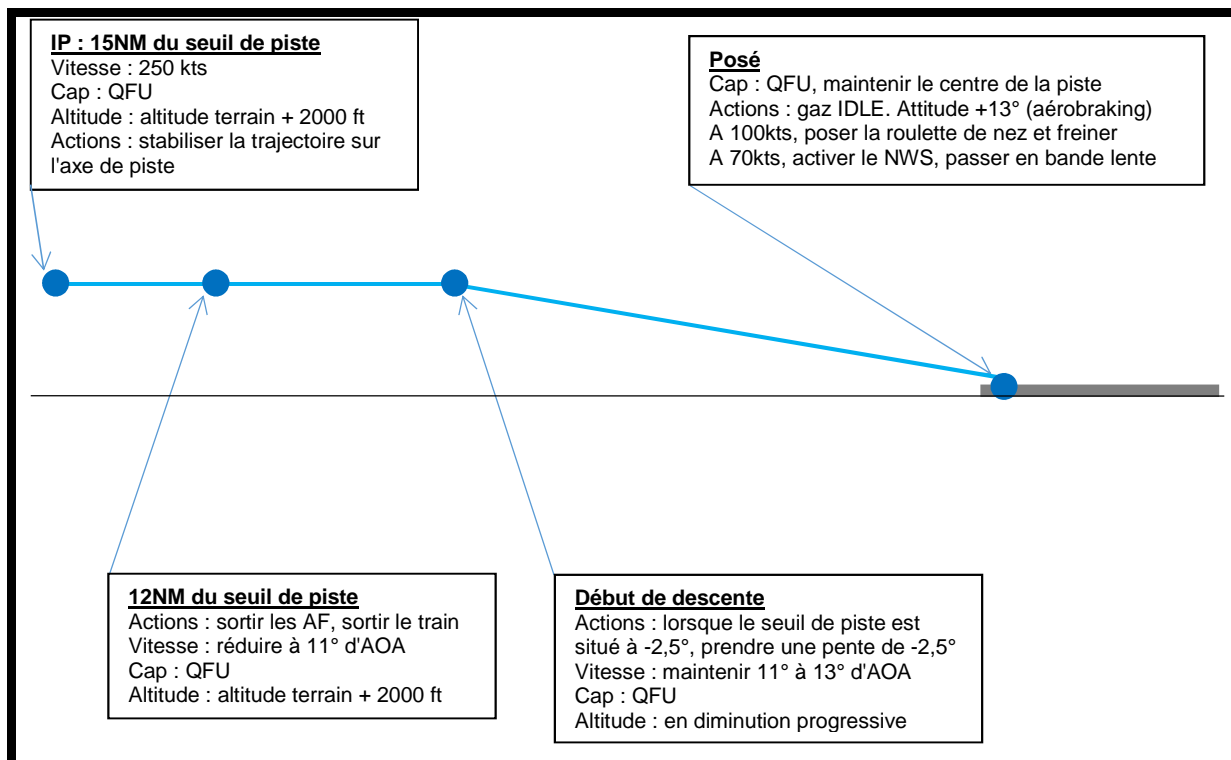 IP : 15NM du seuil de piste
Vitesse : 250 kts
Cap : QFU
Altitude : altitude terrain + 2000 ft
Actions : stabiliser la trajectoire sur
l'axe de piste
Posé
Cap : QFU, maintenir le centre de la piste
Actions : gaz IDLE. Attitude +13° (aérobraking)
A 100kts, poser la roulette de nez et freiner
A 70kts, activer le NWS, passer en bande lente
12NM du seuil de piste
Actions : sortir les AF, sortir le train
Vitesse : réduire à 11° d'AOA
Cap : QFU
Altitude : altitude terrain + 2000 ft
Début de descente
Actions : lorsque le seuil de piste est
situé à -2,5°, prendre une pente de -2,5°
Vitesse : maintenir 11° à 13° d'AOA
Cap : QFU
Altitude : en diminution progressive